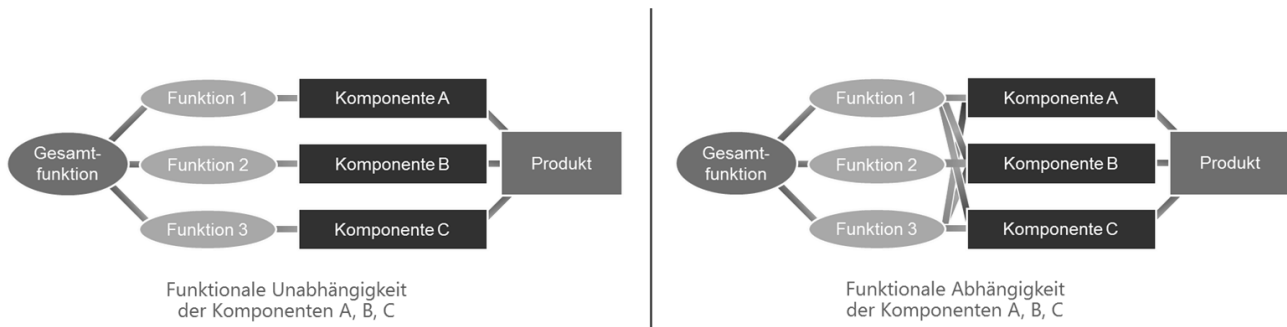 Gesamt-
funktion
Funktion 1
Funktion 2
Funktion 3
Komponente A
Komponente B
Komponente C
Produkt
Funktionale Unabhängigkeit
der Komponenten A, B, C
Gesamt-
funktion
Funktion 1
Funktion 2
Funktion 3
Komponente A
Komponente B
Komponente C
Produkt
Funktionale Abhängigkeit
der Komponenten A, B, C